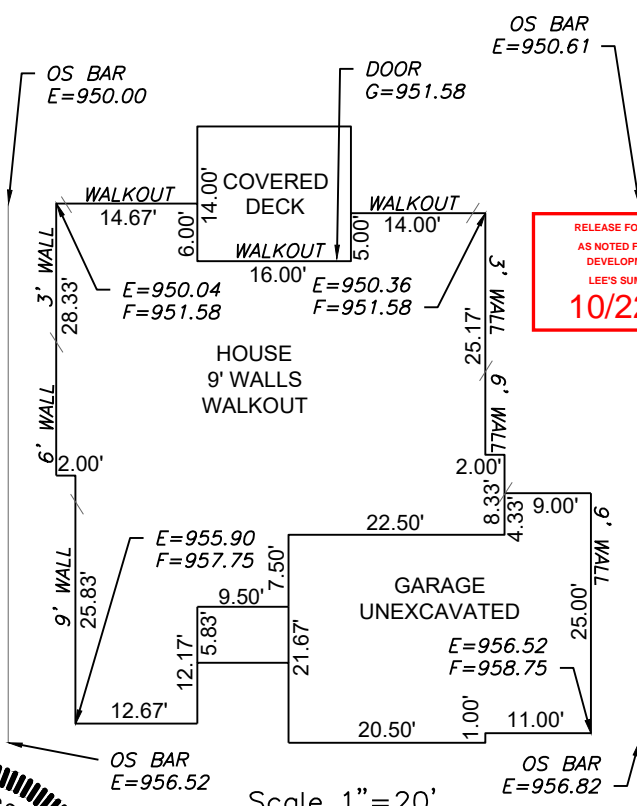 OS BAR
E=950.61
OS BAR
E=950.00
DOOR
G=951.58
COVERED
DECK
14.00'
WALKOUT
14.67'
6.00'
WALKOUT
16.00'
5.00'
WALKOUT
14.00'
RELEASE FO
AS NOTED F
DEVELOPM
LEE'S SUM
10/22
3' WALL
28.33'
E=950.04
F=951.58
E=950.36
F=951.58
3' WALL
25.17'
HOUSE
9' WALLS
WALKOUT
6' WALL
6' WALL
2.00'
2.00'
8.33'
4.33'
9.00'
9' WALL
25.00'
22.50'
E=955.90
F=957.75
7.50'
9' WALL
25.83'
9.50'
5.83'
12.17'
21.67'
GARAGE
UNEXCAVATED
E=956.52
F=958.75
12.67'
20.50'
1.00'
11.00'
OS BAR
E=956.52
OS BAR
E=956.82
Scale 1"=20'